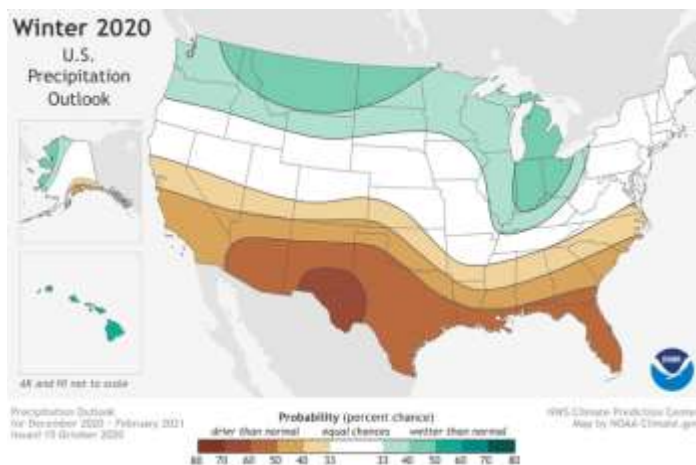 Winter 2020
U.S.
Precipitation
Outlook
AK and HI not to scale
Precipitation Outlook
for December 2020 - February 2021
Issued 15 October 2020
Probability (percent chance)
drier than normal equal chances wetter than normal
80 70 60 50 40 33 33 40 50 60 70 80
NWS Climate Prediction Center
Map by NOAA Climate.gov